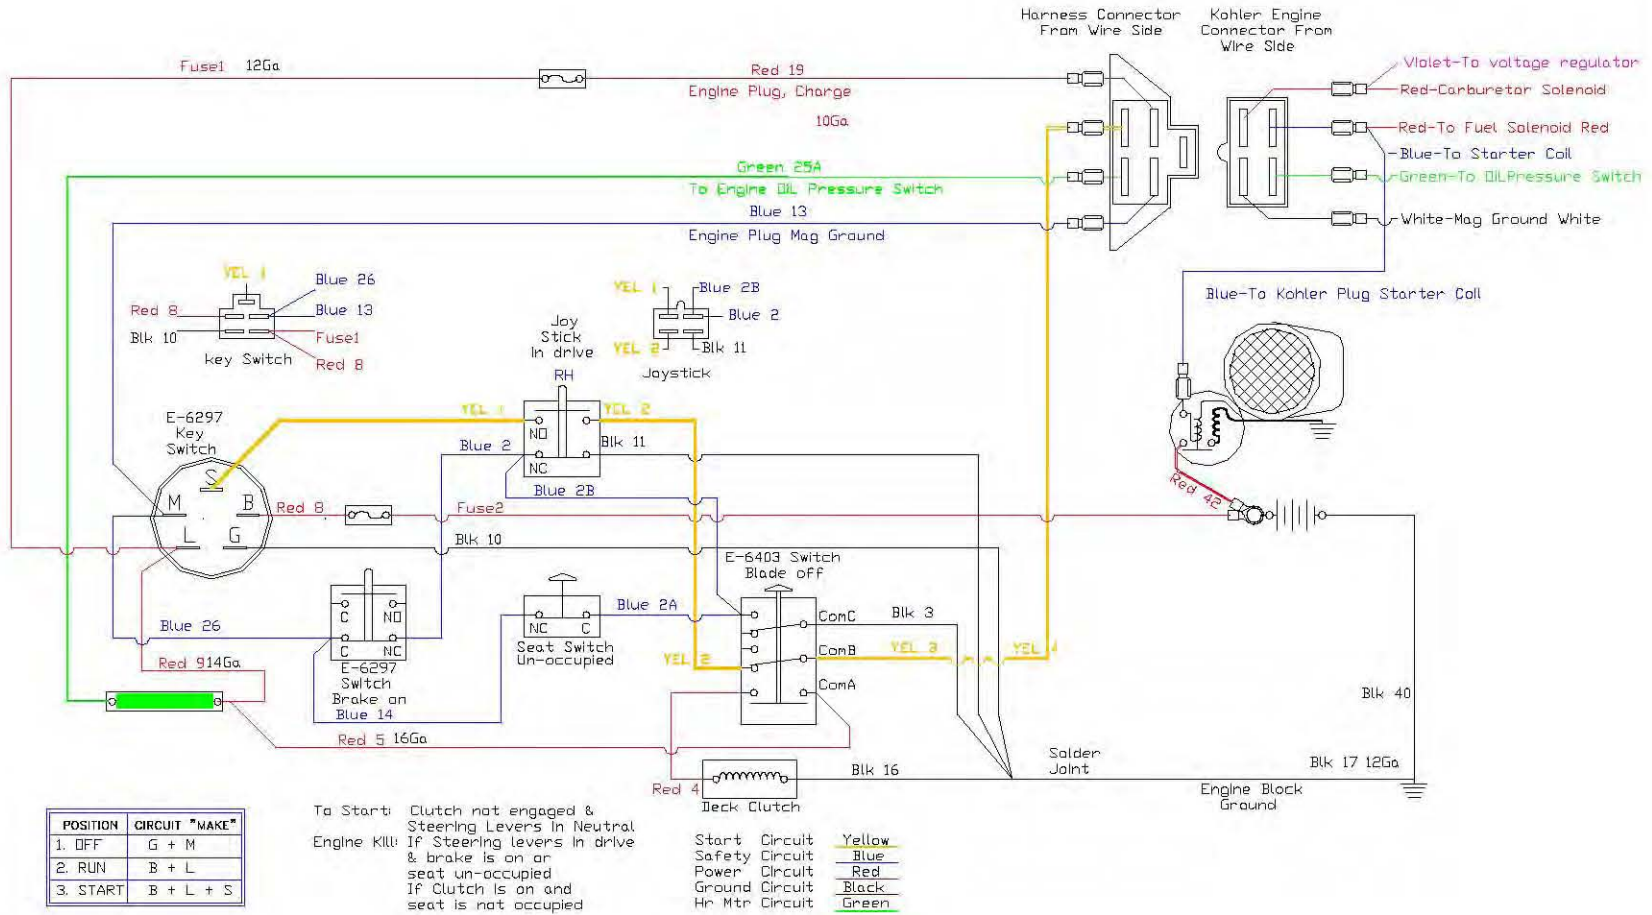 Harness Connector
From Wire Side
Kohler Engine
Connector From
Wire Side
Fuse1 12Ga
Red 19
Engine Plug, Charge
10Ga
Violet-To voltage regulator
Red-Carburetor Solenoid
Red-To Fuel Solenoid Red
Blue-To Starter Coil
Green-To OILPressure Switch
White-Mag Ground White
Green 25A
To Engine OIL Pressure Switch
Blue 13
Engine Plug Mag Ground
YEL 1
Blue 26
Red 8
Blue 13
Blk 10
Fuse1
key Switch
Red 8
YEL 1
Blue 2B
Blue 2
YEL 2
Blk 11
Joystick
Joy
Stick
In drive
RH
Blue-To Kohler Plug Starter Coil
E-6297
Key
Switch
S
M
B
L
G
YEL 1
NO
NC
YEL 2
Blk 11
Blue 2
Blue 2B
Red 8
Fuse2
Red 42
Blk 10
E-6403 Switch
Blade off
C
NO
C
NC
E-6297
Switch
Brake on
Blue 26
NC
C
Seat Switch
Un-occupied
Blue 2A
ComC
Blk 3
ComB
YEL 3
YEL 4
YEL 2
ComA
Red 914Ga
Blue 14
Red 5 16Ga
Blk 40
Red 4
Deck Clutch
Blk 16
Solder
Joint
Blk 17 12Ga
Engine Block
Ground
POSITION CIRCUIT "MAKE"
1. OFF G + M
2. RUN B + L
3. START B + L + S
To Start: Clutch not engaged &
Steering Levers In Neutral
Engine Kill: If Steering levers In drive
& brake is on or
seat un-occupied
If Clutch Is on and
seat is not occupied
Start Circuit Yellow
Safety Circuit Blue
Power Circuit Red
Ground Circuit Black
Hr Mtr Circuit Green